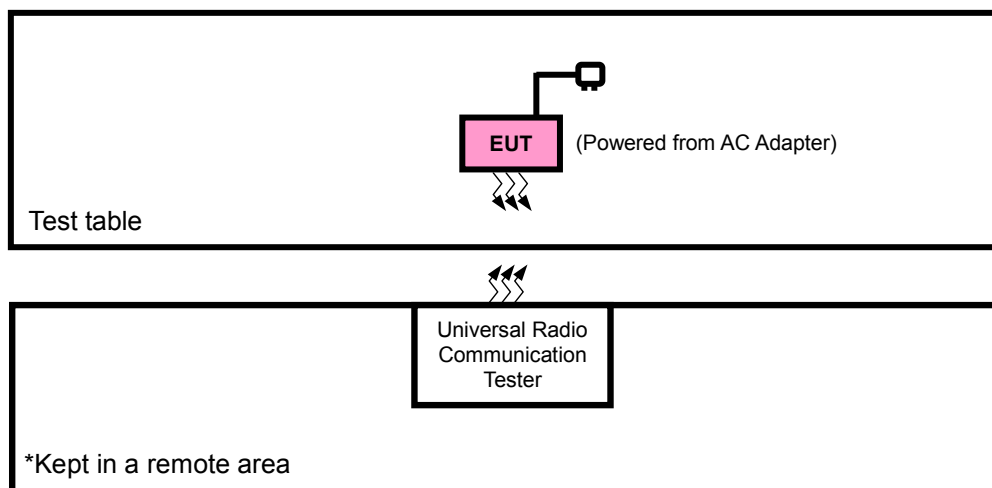 EUT
(Powered from AC Adapter)
Test table
Universal Radio
Communication
Tester
*Kept in a remote area